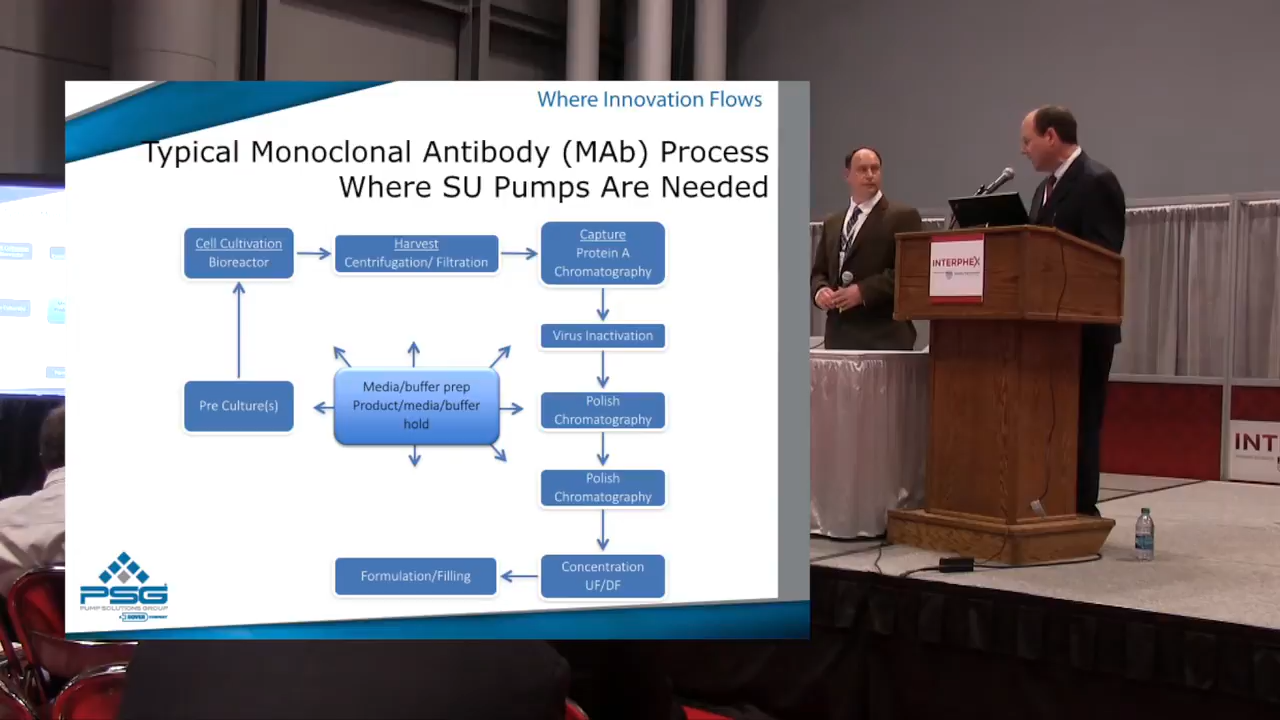 Where Innovation Flows
Typical Monoclonal Antibody (MAb) Process
Where SU Pumps Are Needed
Cell Cultivation
Bioreactor
Harvest
Centrifugation/ Filtration
Capture
Protein A
Chromatography
Virus Inactivation
Media/buffer prep
Product/media/buffer
hold
Pre Culture(s)
Polish
Chromatography
Polish
Chromatography
Concentration
UF/DF
Formulation/Filling
PSG
PUMP SOLUTIONS GROUP
DOVER COMPANY
INTERPHEX
INT